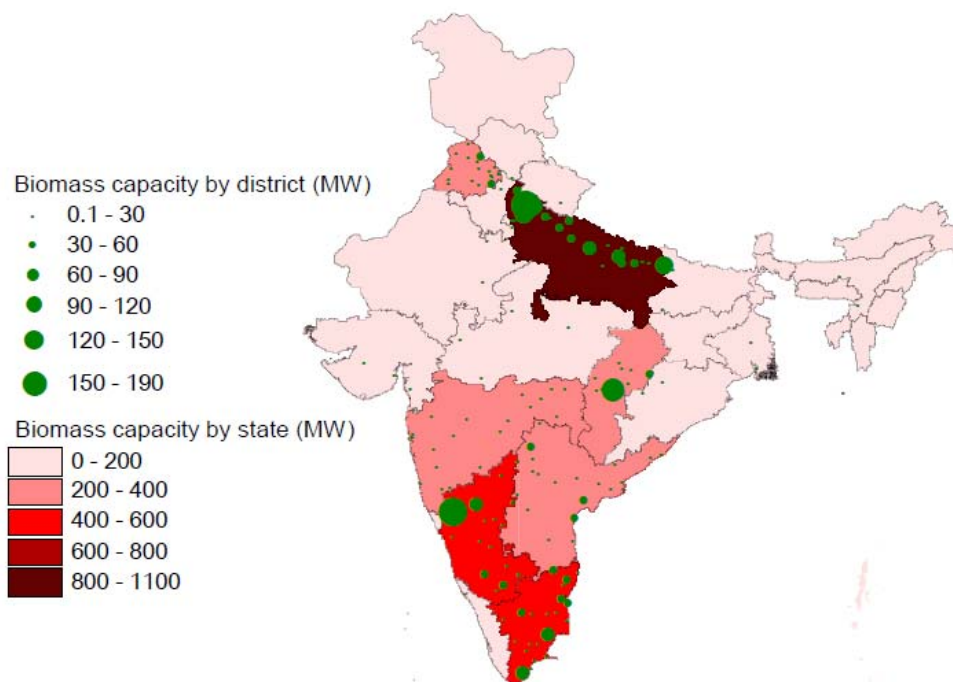 Biomass capacity by district (MW)
0.1 - 30
30 - 60
60 - 90
90 - 120
120 - 150
150 - 190
Biomass capacity by state (MW)
0 - 200
200 - 400
400 - 600
600 - 800
800 - 1100